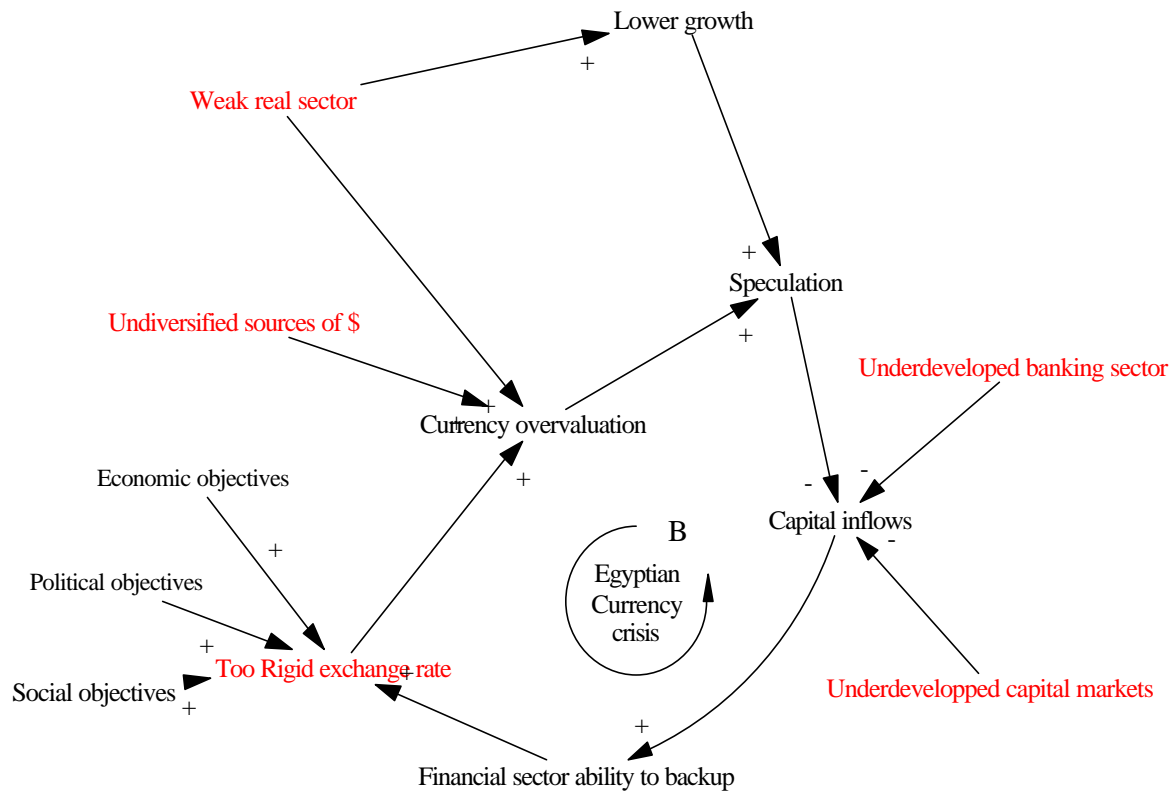 Lower growth
+
Weak real sector
+
Speculation
Undiversified sources of $
+
Underdeveloped banking sector
+
+
Currency overvaluation
-
Economic objectives
+
-
Capital inflows
B
-
+
Political objectives
Egyptian
Currency
crisis
+
Too Rigid exchange rate
+
Social objectives
+
Underdevelopped capital markets
+
Financial sector ability to backup